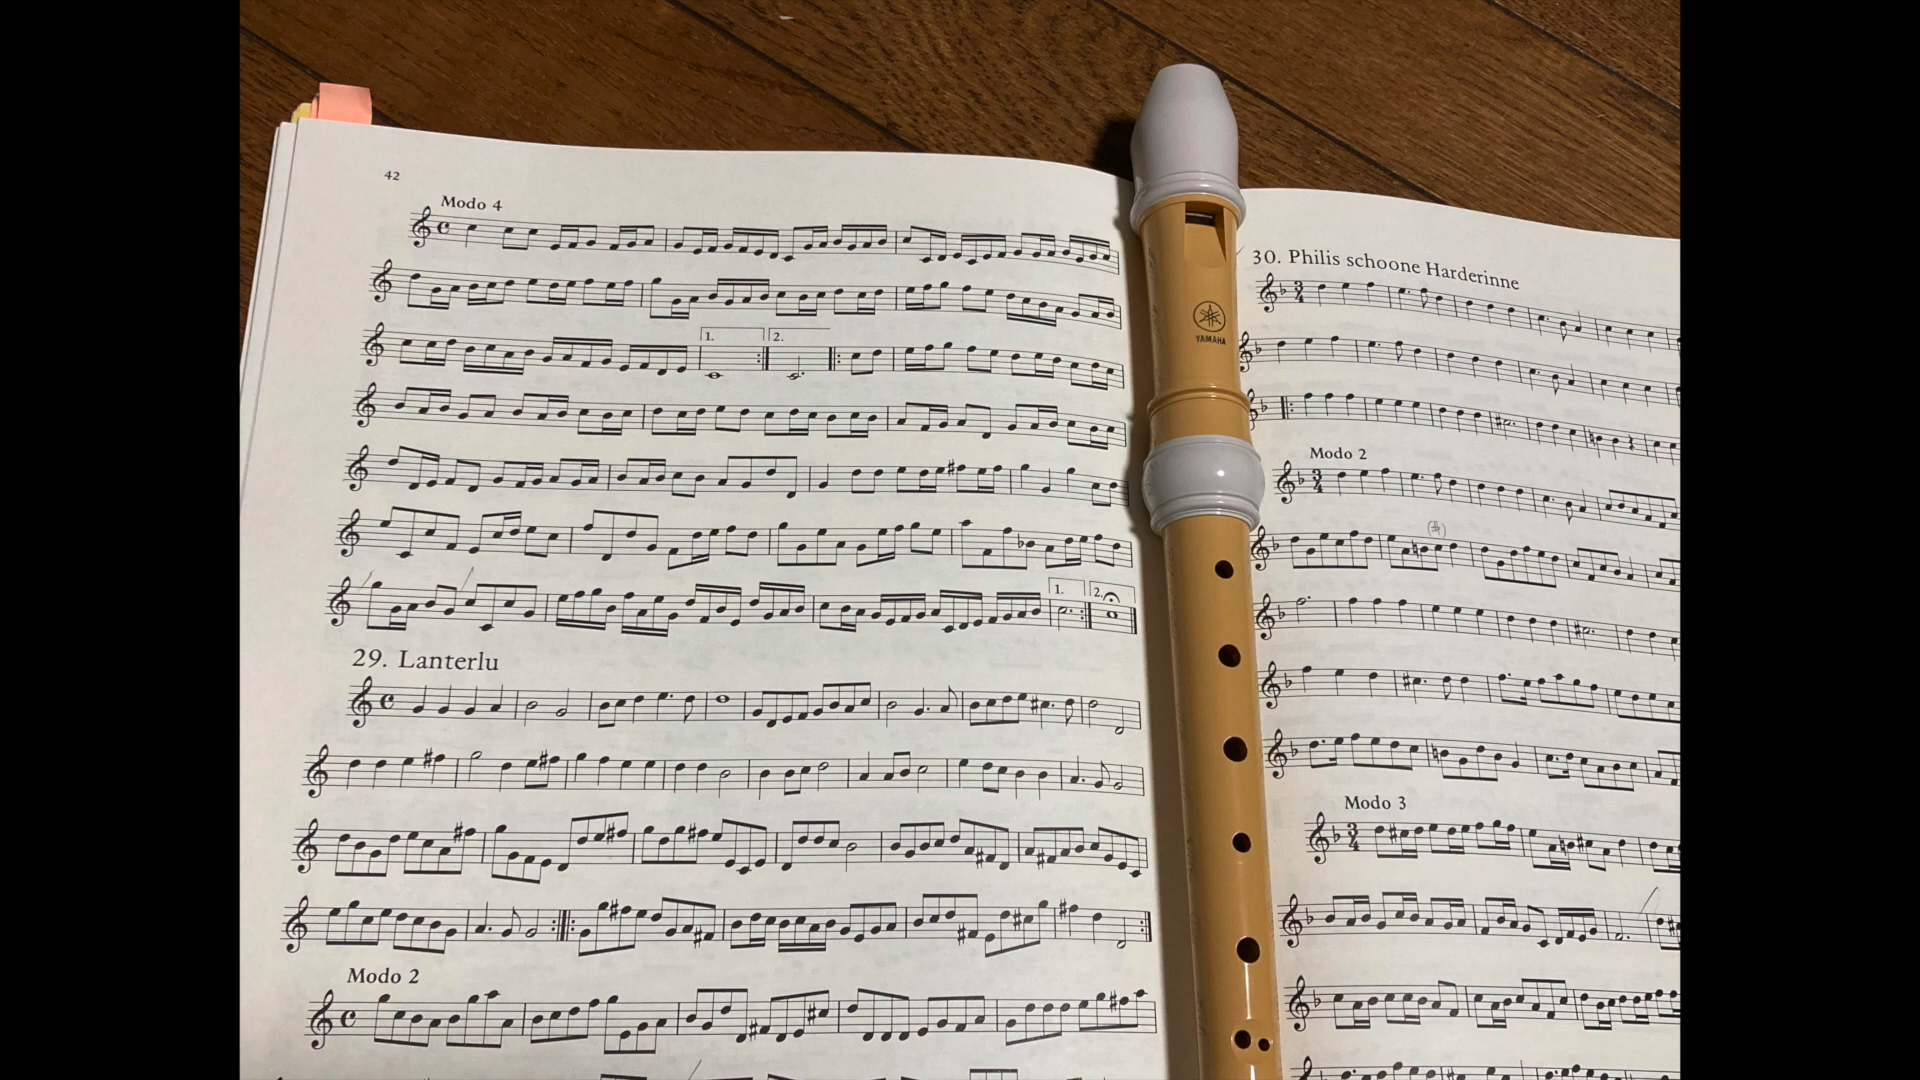 42
Modo 4
1. 2.
1. 2.
29. Lanterlu
Modo 2
YAMAHA
30. Philis schoone Harderinne
Modo 2
(#)
Modo 3